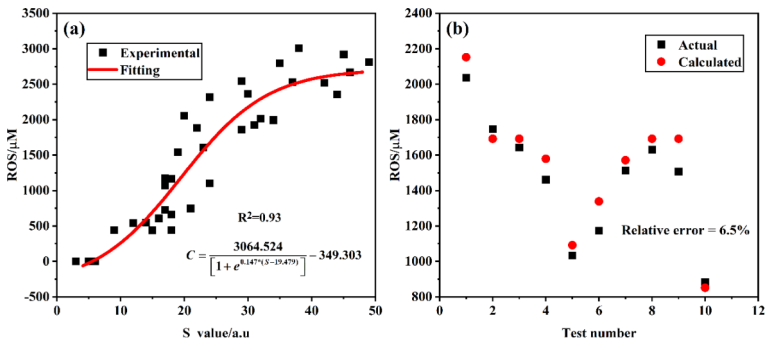 (a)
Experimental
Fitting
ROS/μM
3500
3000
2500
2000
1500
1000
500
0
-500
R²=0.93
C = 3064.524 / [1 + e^{0.147*(S−19.479)}] − 349.303
0 10 20 30 40 50
S value/a.u
(b)
Actual
Calculated
ROS/μM
2400
2200
2000
1800
1600
1400
1200
1000
800
Relative error = 6.5%
0 2 4 6 8 10 12
Test number